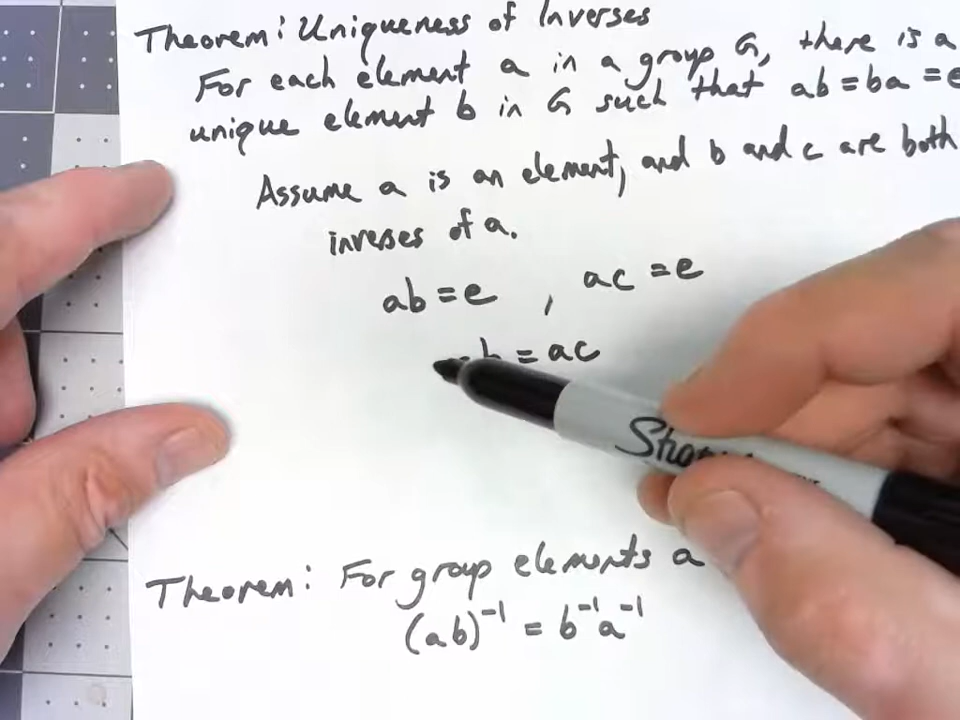 Theorem: Uniqueness of Inverses
For each element a in a group G, there is a
unique element b in G such that ab = ba = e
Assume a is an element, and b and c are both
inverses of a.
ab = e , ac = e
b = ac
Theorem: For group elements a
(ab)⁻¹ = b⁻¹a⁻¹